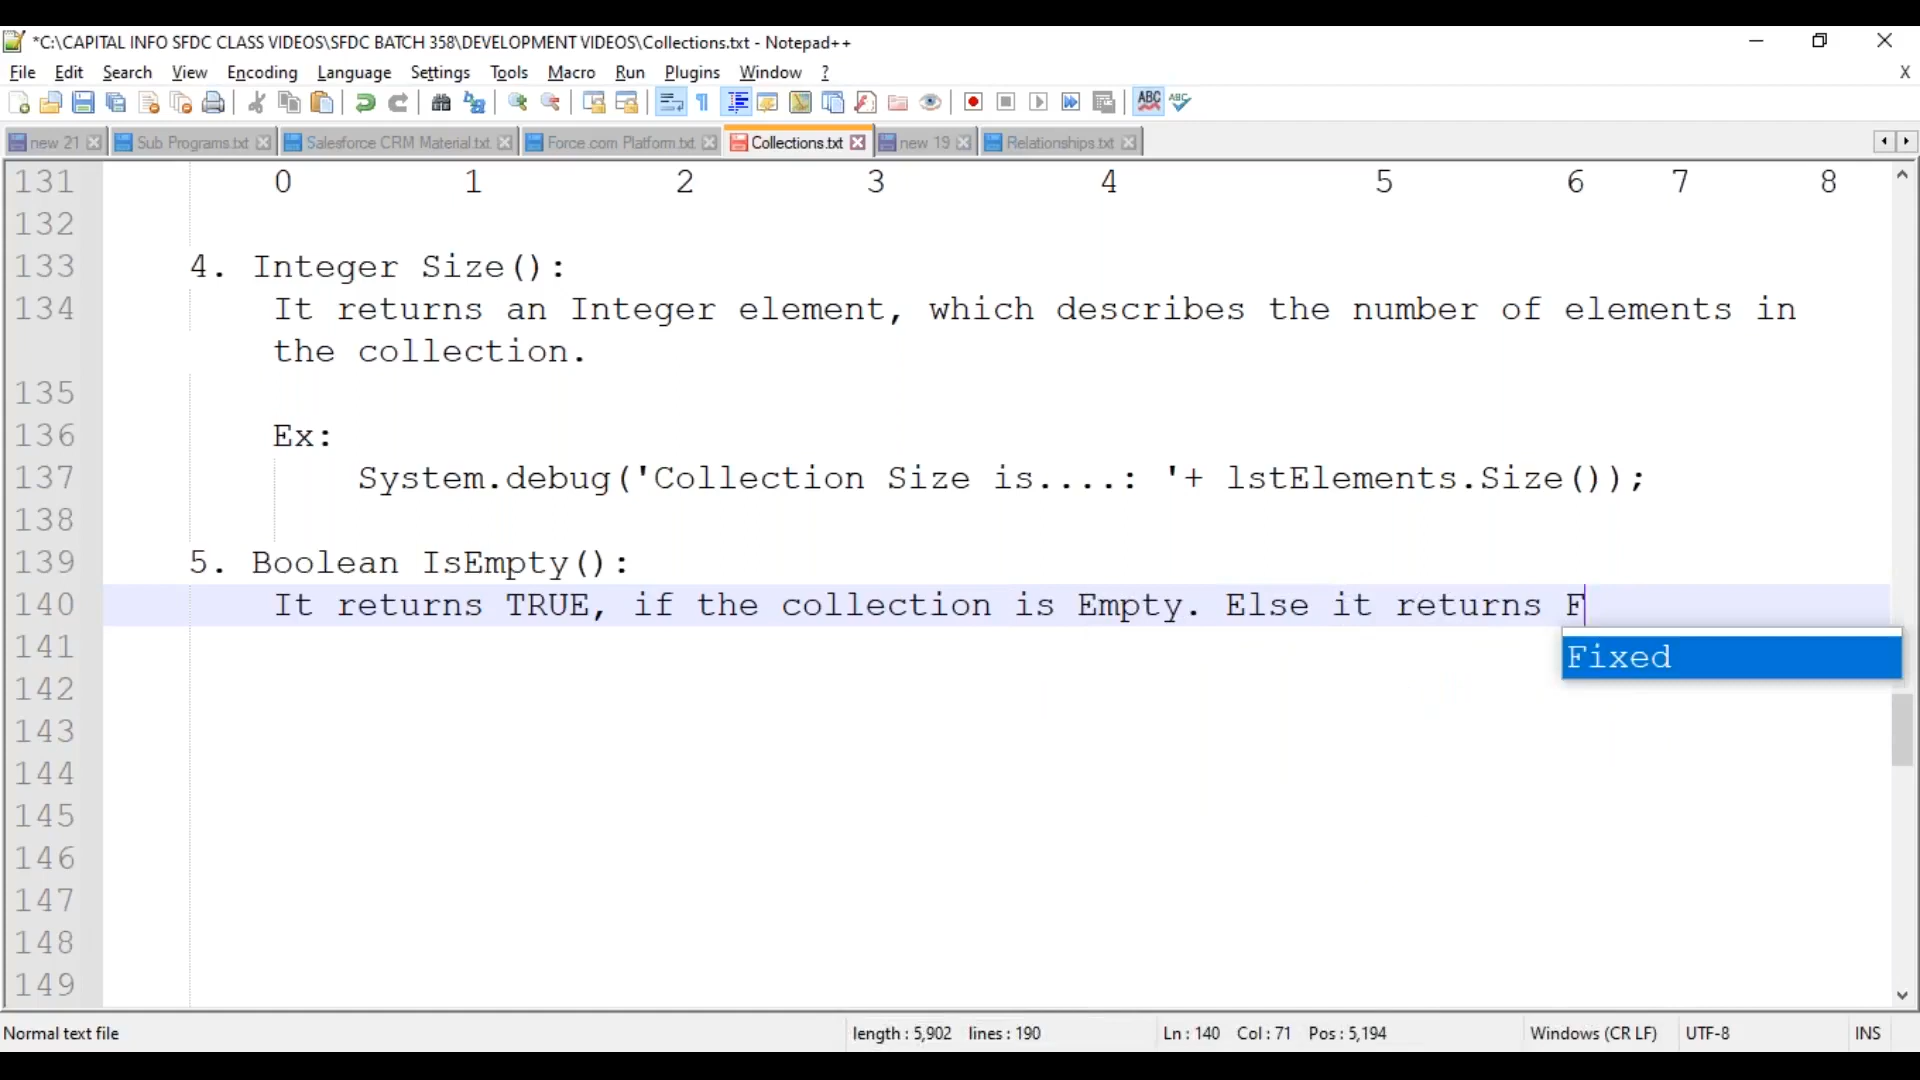 *C:\CAPITAL INFO SFDC CLASS VIDEOS\SFDC BATCH 358\DEVELOPMENT VIDEOS\Collections.txt - Notepad++
File Edit Search View Encoding Language Settings Tools Macro Run Plugins Window ? X
new 21 Sub Programs.txt Salesforce CRM Material.txt Force.com Platform.txt Collections.txt new 19 Relationships.txt
131 0 1 2 3 4 5 6 7 8
132
133 4. Integer Size():
134 It returns an Integer element, which describes the number of elements in
the collection.
135
136 Ex:
137 System.debug('Collection Size is....: '+ lstElements.Size());
138
139 5. Boolean IsEmpty():
140 It returns TRUE, if the collection is Empty. Else it returns F
141 Fixed
142
143
144
145
146
147
148
149
Normal text file length : 5,902 lines : 190 Ln : 140 Col : 71 Pos : 5,194 Windows (CR LF) UTF-8 INS